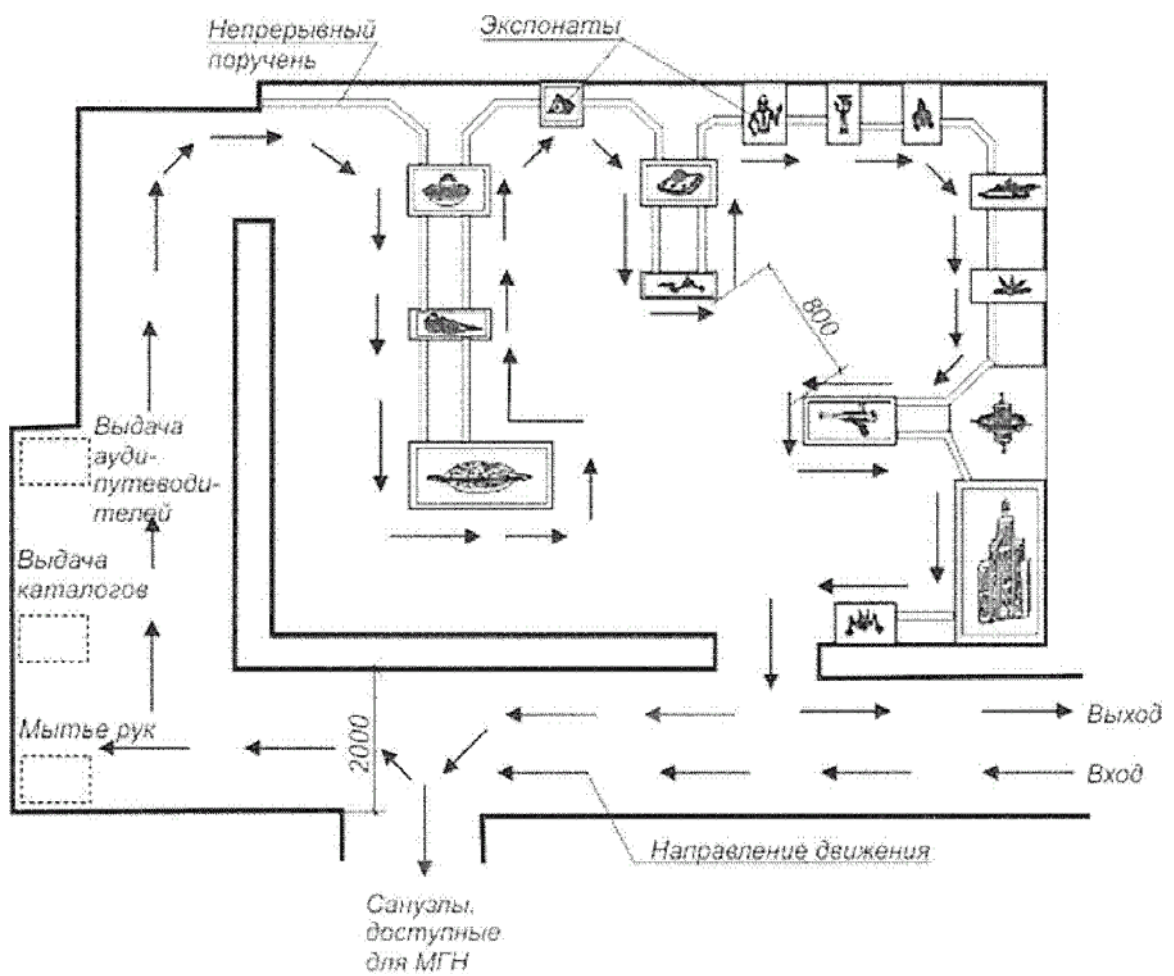 Непрерывный
поручень
Экспонаты
800
Выдача
ауди-
путеводи-
телей
Выдача
каталогов
Мытье рук
2000
Выход
Вход
Направление движения
Санузлы,
доступные
для МГН